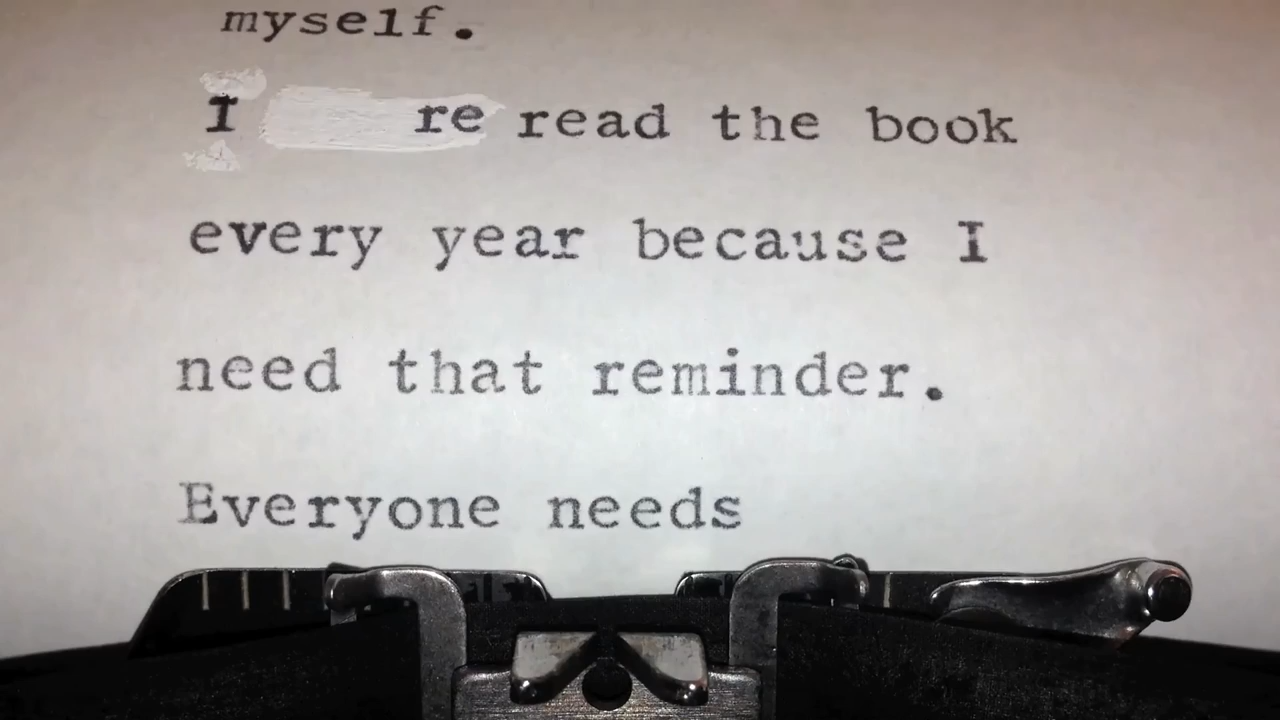 myself.
I re read the book
every year because I
need that reminder.
Everyone needs